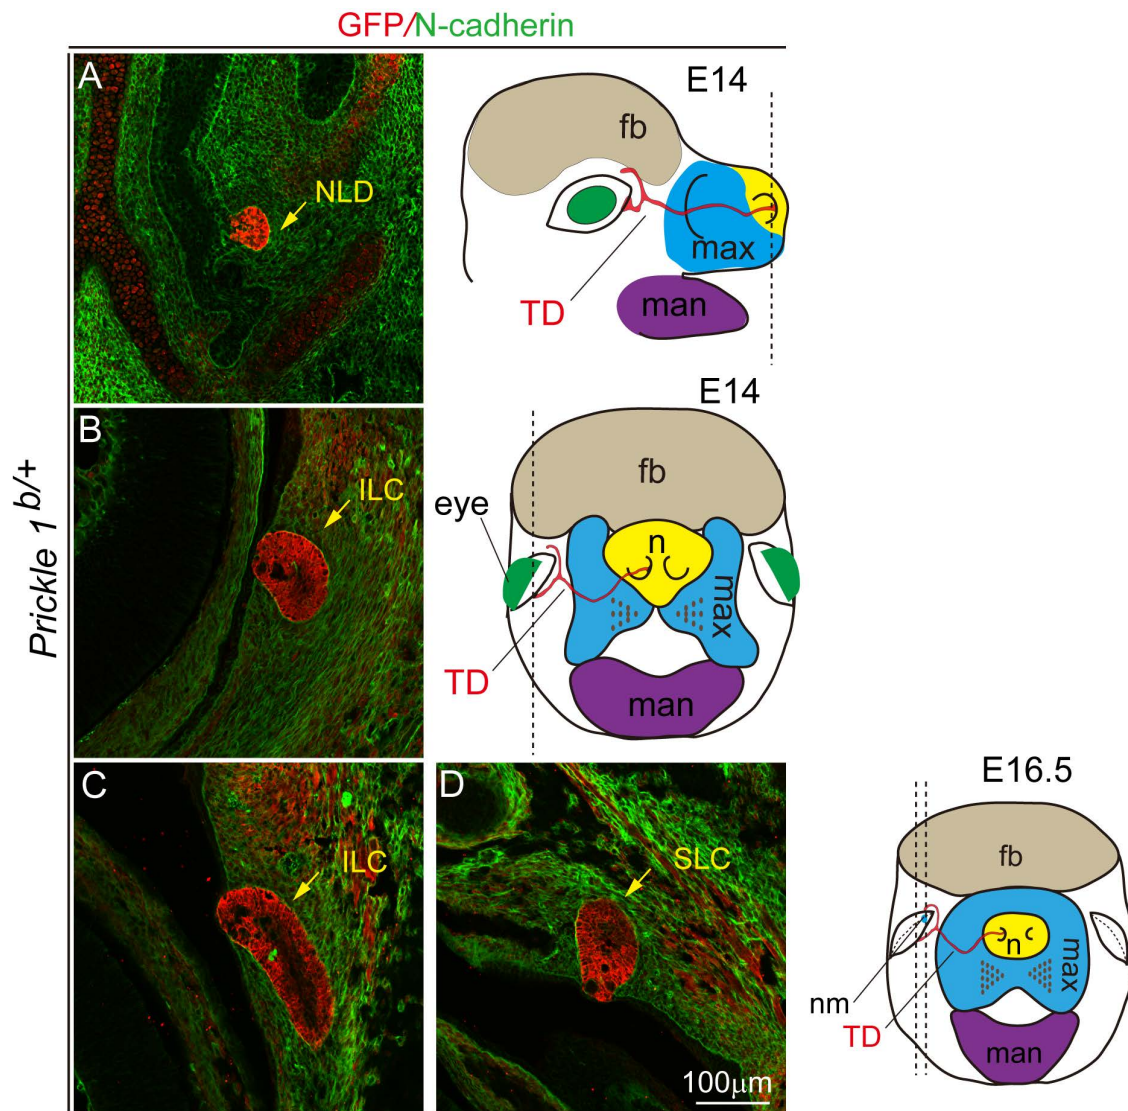 GFP/N-cadherin
A
NLD
E14
fb
max
TD
man
Prickle 1 b/+
B
ILC
E14
fb
eye
n
max
TD
man
C
ILC
D
SLC
100μm
E16.5
fb
n
max
nm
TD
man